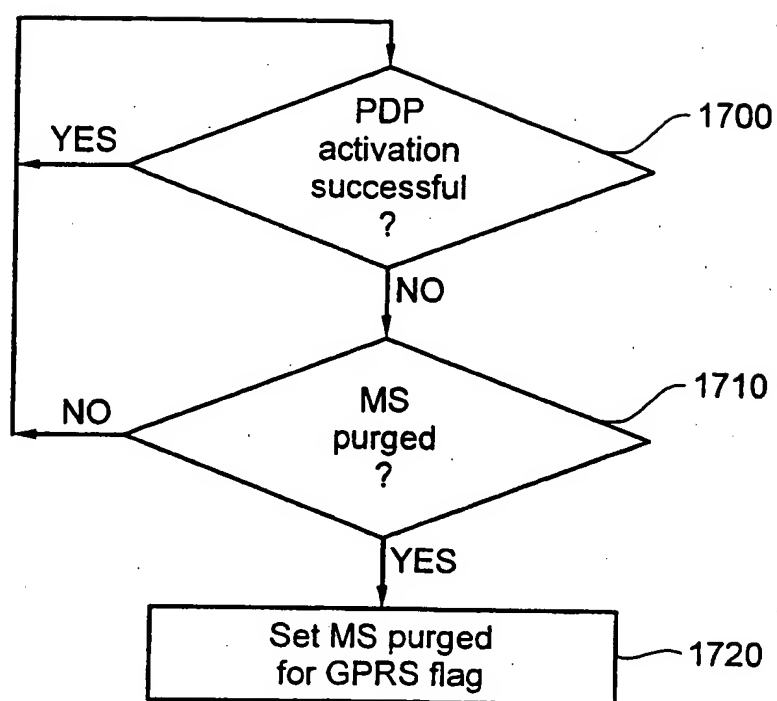 PDP
activation
successful
?
1700
YES
NO
MS
purged
?
1710
NO
YES
Set MS purged
for GPRS flag
1720